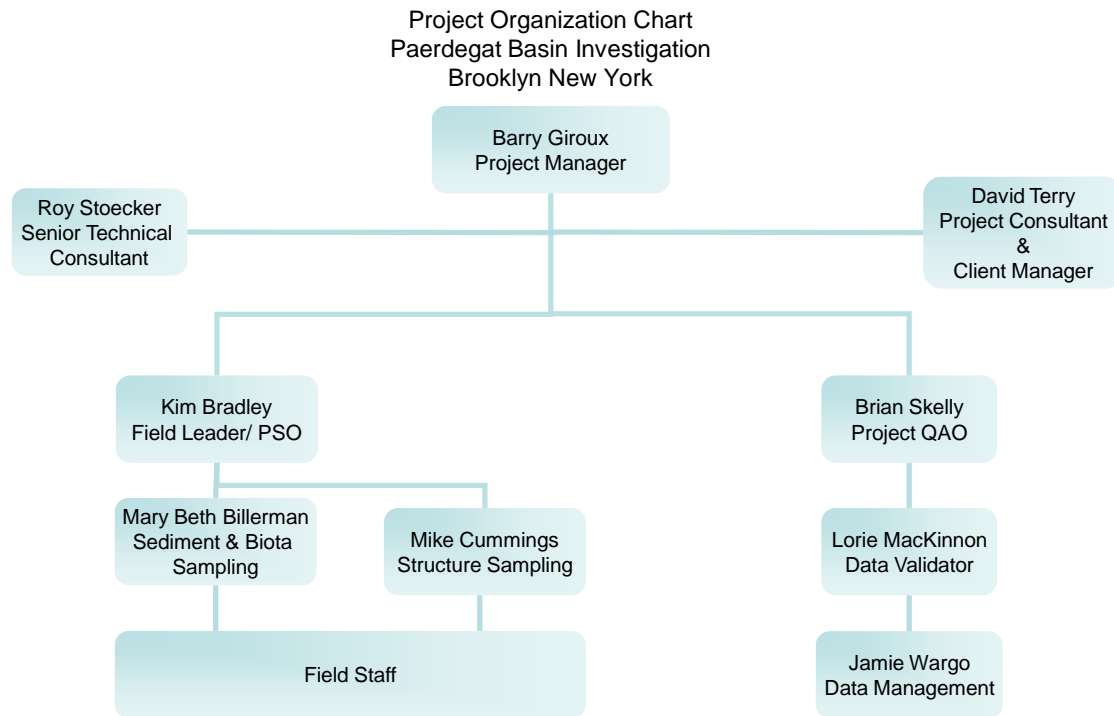 Project Organization Chart
Paerdegat Basin Investigation
Brooklyn New York
Barry Giroux
Project Manager
Roy Stoecker
Senior Technical
Consultant
David Terry
Project Consultant
&
Client Manager
Kim Bradley
Field Leader/ PSO
Brian Skelly
Project QAO
Mary Beth Billerman
Sediment & Biota
Sampling
Mike Cummings
Structure Sampling
Lorie MacKinnon
Data Validator
Field Staff
Jamie Wargo
Data Management